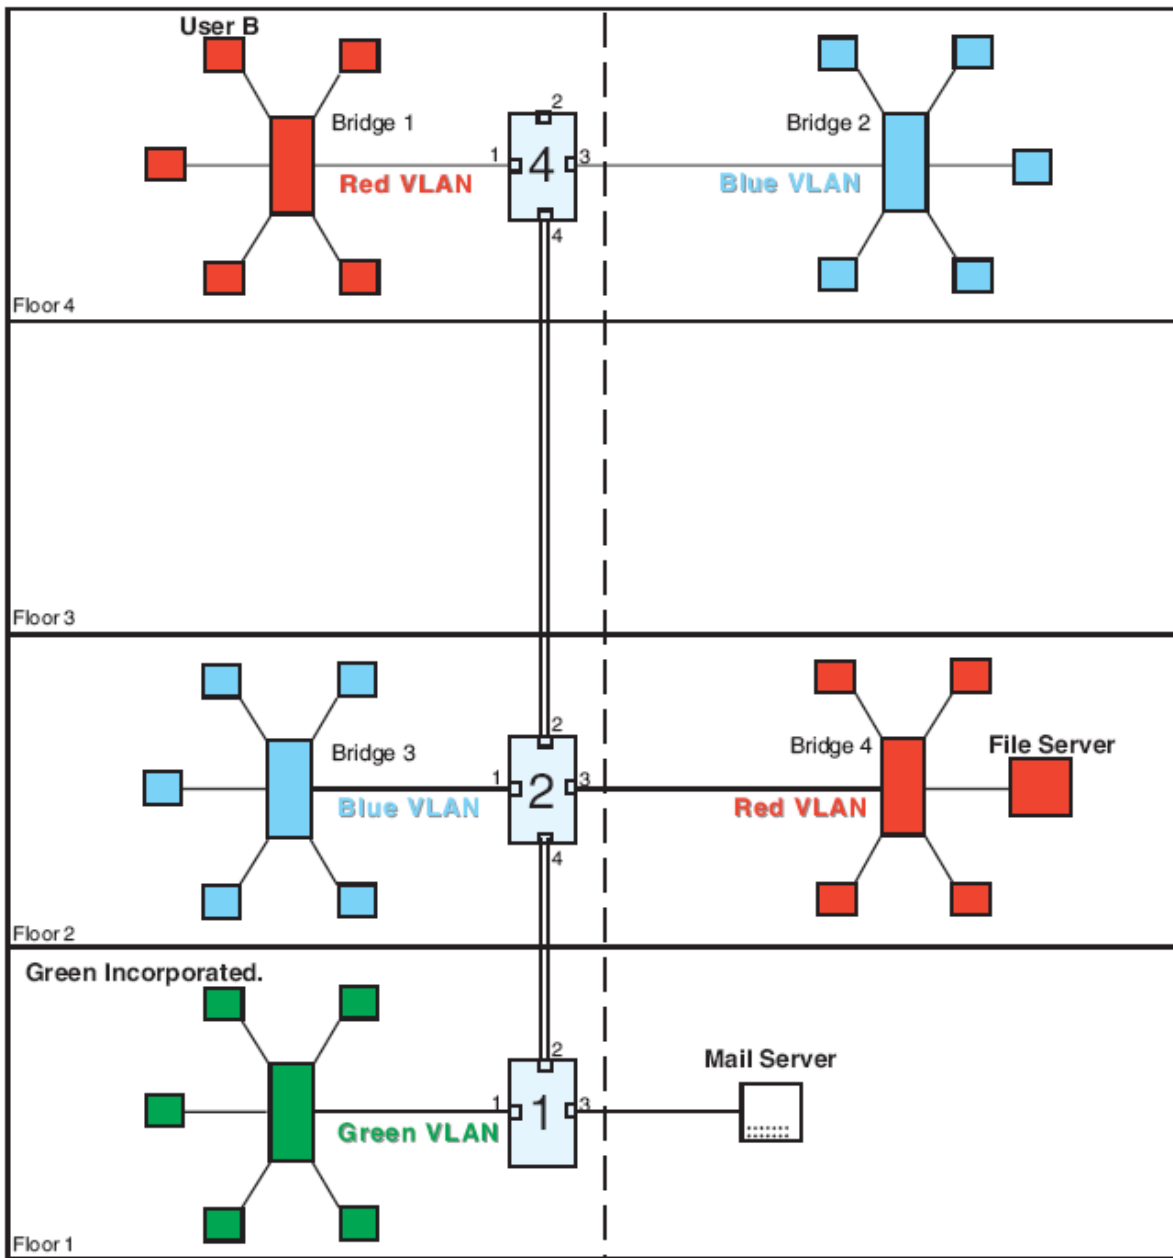 User B
Bridge 1
2
Bridge 2
1
4
3
Red VLAN
Blue VLAN
4
Floor 4
Floor 3
2
Bridge 3
Bridge 4
File Server
1
2
3
Blue VLAN
Red VLAN
4
Floor 2
Green Incorporated.
2
Mail Server
1
1
3
Green VLAN
Floor 1